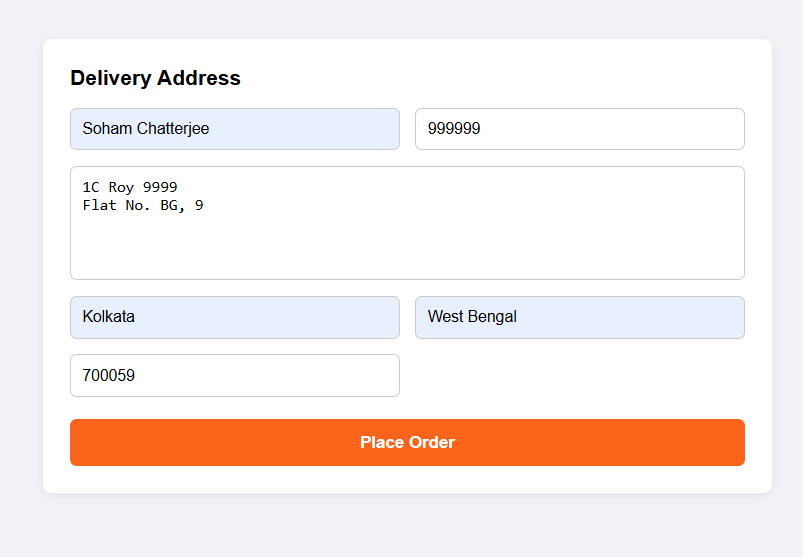 Delivery Address
Soham Chatterjee
999999
1C Roy 9999
Flat No. BG, 9
Kolkata
West Bengal
700059
Place Order